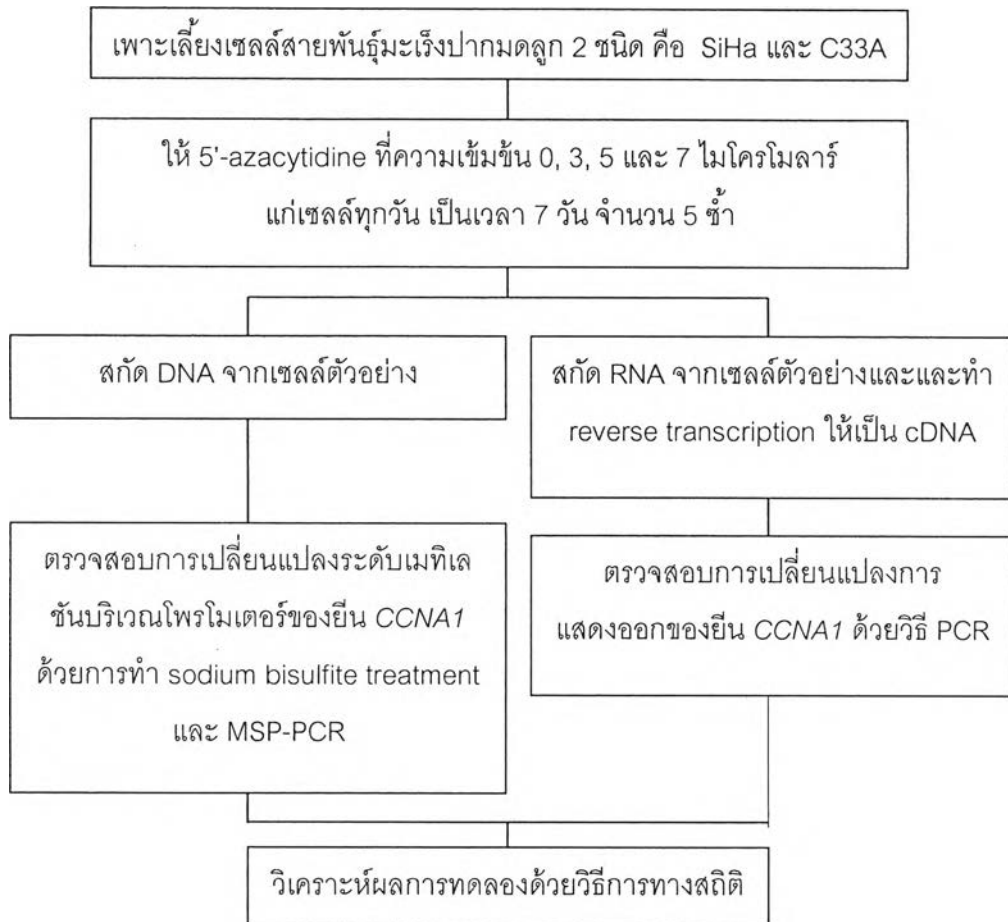 เพาะเลี้ยงเซลล์สายพันธุ์มะเร็งปากมดลูก 2 ชนิด คือ SiHa และ C33A
ให้ 5'-azacytidine ที่ความเข้มข้น 0, 3, 5 และ 7 ไมโครโมลาร์
แก่เซลล์ทุกวัน เป็นเวลา 7 วัน จำนวน 5 ซ้ำ
สกัด DNA จากเซลล์ตัวอย่าง
สกัด RNA จากเซลล์ตัวอย่างและและทำ
reverse transcription ให้เป็น cDNA
ตรวจสอบการเปลี่ยนแปลงระดับเมทิเล
ชันบริเวณโพรโมเตอร์ของยีน CCNA1
ด้วยการทำ sodium bisulfite treatment
และ MSP-PCR
ตรวจสอบการเปลี่ยนแปลงการ
แสดงออกของยีน CCNA1 ด้วยวิธี PCR
วิเคราะห์ผลการทดลองด้วยวิธีการทางสถิติ